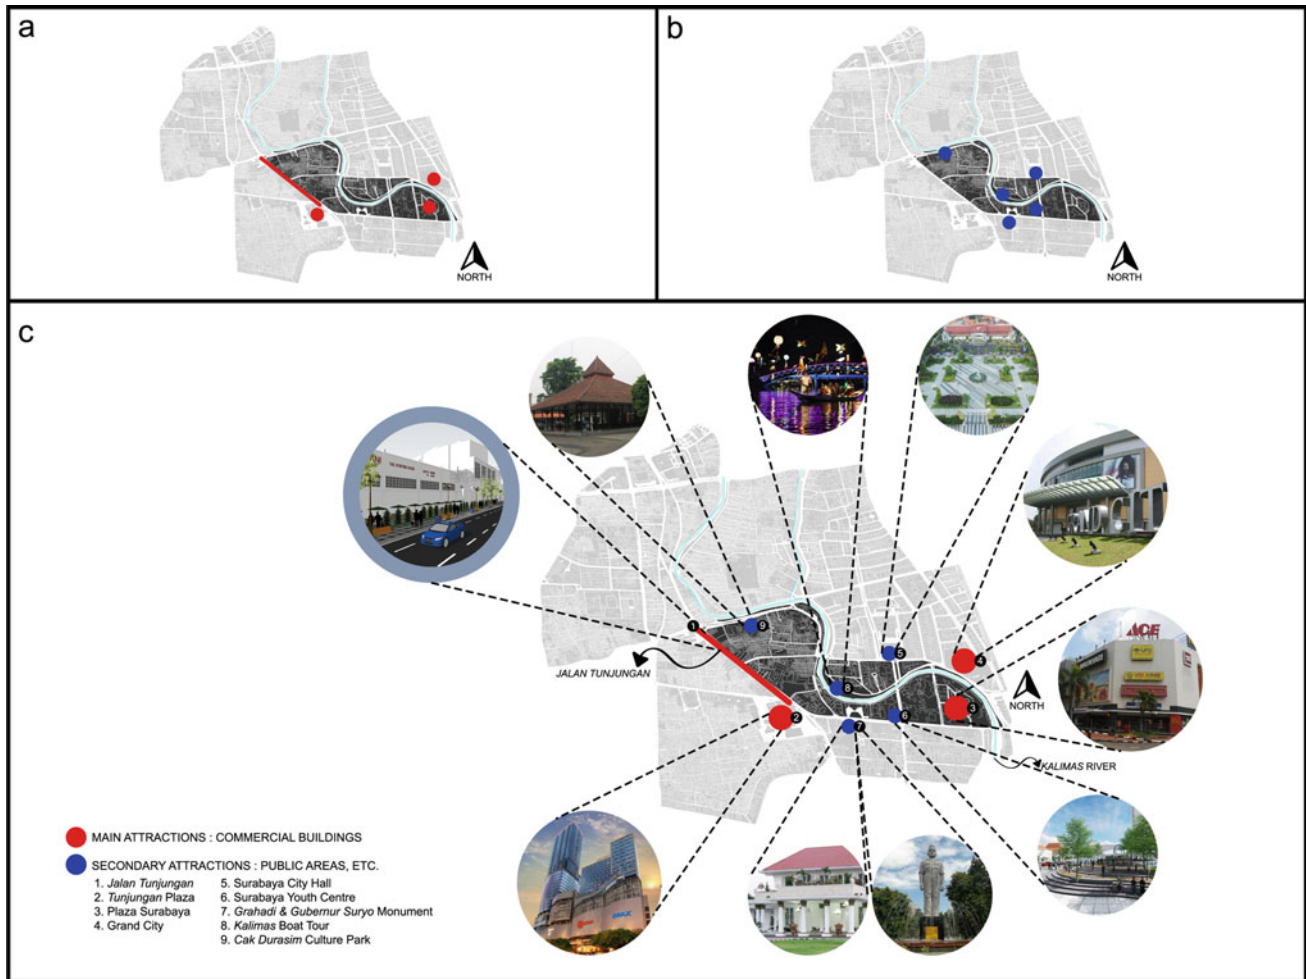 a
NORTH
b
NORTH
c
GRAND CITY
ACE
1
9
5
4
JALAN TUNJUNGAN
8
NORTH
3
2
6
7
KALIMAS RIVER
MAIN ATTRACTIONS : COMMERCIAL BUILDINGS
SECONDARY ATTRACTIONS : PUBLIC AREAS, ETC.
1. Jalan Tunjungan
2. Tunjungan Plaza
3. Plaza Surabaya
4. Grand City
5. Surabaya City Hall
6. Surabaya Youth Centre
7. Grahadi & Gubernur Suryo Monument
8. Kalimas Boat Tour
9. Cak Durasim Culture Park
IMAX